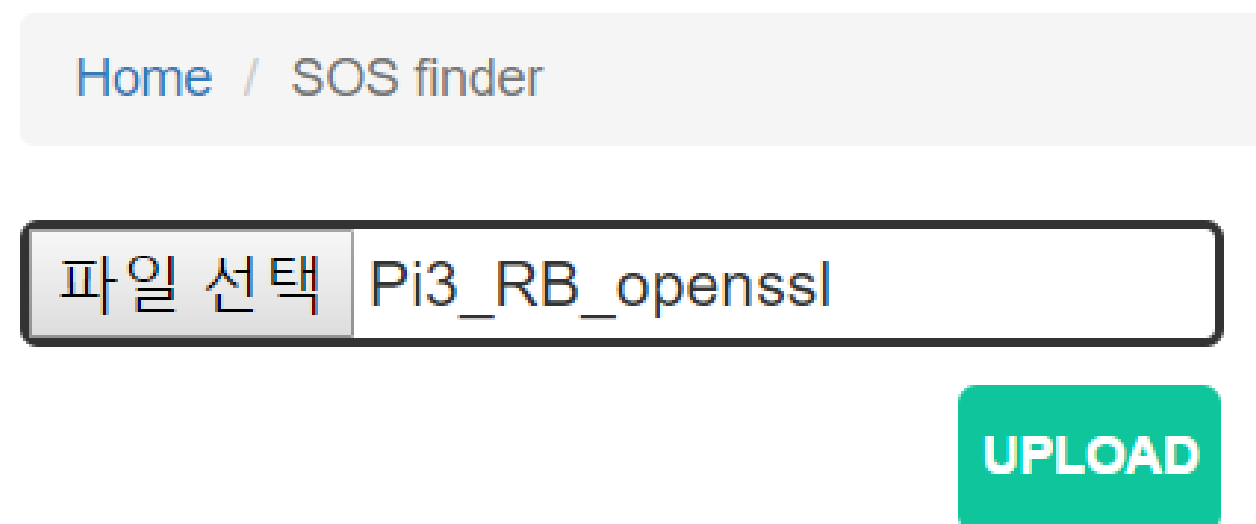 Home / SOS finder
파일 선택 Pi3_RB_openssl
UPLOAD